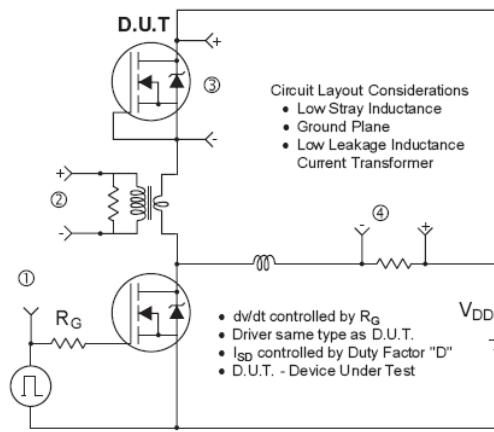 D.U.T
+
③
-
Circuit Layout Considerations
• Low Stray Inductance
• Ground Plane
• Low Leakage Inductance
Current Transformer
+
②
-
④
- +
①
RG
VDD
• dv/dt controlled by RG
• Driver same type as D.U.T.
• ISD controlled by Duty Factor "D"
• D.U.T. - Device Under Test